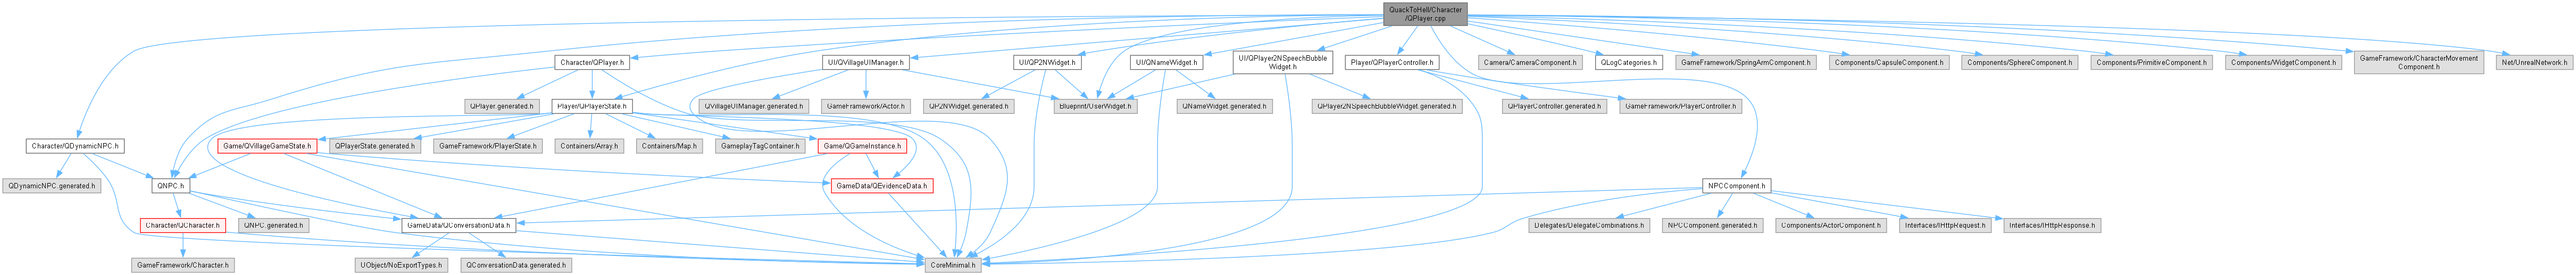 QuackToHell/Character
/QPlayer.cpp
Character/QPlayer.h
UI/QVillageUIManager.h
UI/QP2NWidget.h
UI/QNameWidget.h
UI/QPlayer2NSpeechBubble
Widget.h
Player/QPlayerController.h
Camera/CameraComponent.h
QLogCategories.h
GameFramework/SpringArmComponent.h
Components/CapsuleComponent.h
Components/SphereComponent.h
Components/PrimitiveComponent.h
Components/WidgetComponent.h
GameFramework/CharacterMovement
Component.h
Net/UnrealNetwork.h
QPlayer.generated.h
Player/QPlayerState.h
QVillageUIManager.generated.h
GameFramework/Actor.h
QP2NWidget.generated.h
Blueprint/UserWidget.h
QNameWidget.generated.h
QPlayer2NSpeechBubbleWidget.generated.h
QPlayerController.generated.h
GameFramework/PlayerController.h
Character/QDynamicNPC.h
Game/QVillageGameState.h
QPlayerState.generated.h
GameFramework/PlayerState.h
Containers/Array.h
Containers/Map.h
GameplayTagContainer.h
Game/QGameInstance.h
QDynamicNPC.generated.h
QNPC.h
GameData/QEvidenceData.h
NPCComponent.h
Character/QCharacter.h
QNPC.generated.h
GameData/QConversationData.h
Delegates/DelegateCombinations.h
NPCComponent.generated.h
Components/ActorComponent.h
Interfaces/IHttpRequest.h
Interfaces/IHttpResponse.h
GameFramework/Character.h
UObject/NoExportTypes.h
QConversationData.generated.h
CoreMinimal.h